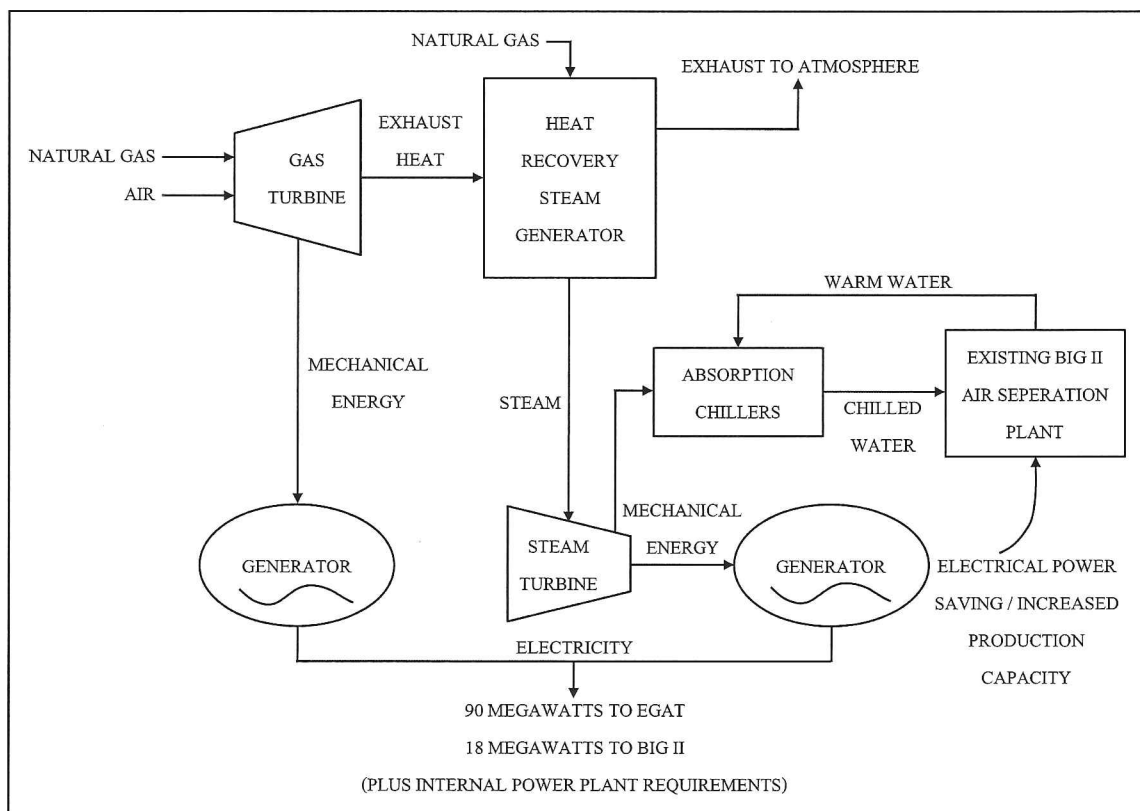 NATURAL GAS
EXHAUST TO ATMOSPHERE
NATURAL GAS
AIR
GAS
TURBINE
EXHAUST
HEAT
HEAT
RECOVERY
STEAM
GENERATOR
WARM WATER
MECHANICAL
ENERGY
STEAM
ABSORPTION
CHILLERS
CHILLED
WATER
EXISTING BIG II
AIR SEPERATION
PLANT
GENERATOR
STEAM
TURBINE
MECHANICAL
ENERGY
GENERATOR
ELECTRICAL POWER
SAVING / INCREASED
PRODUCTION
CAPACITY
ELECTRICITY
90 MEGAWATTS TO EGAT
18 MEGAWATTS TO BIG II
(PLUS INTERNAL POWER PLANT REQUIREMENTS)